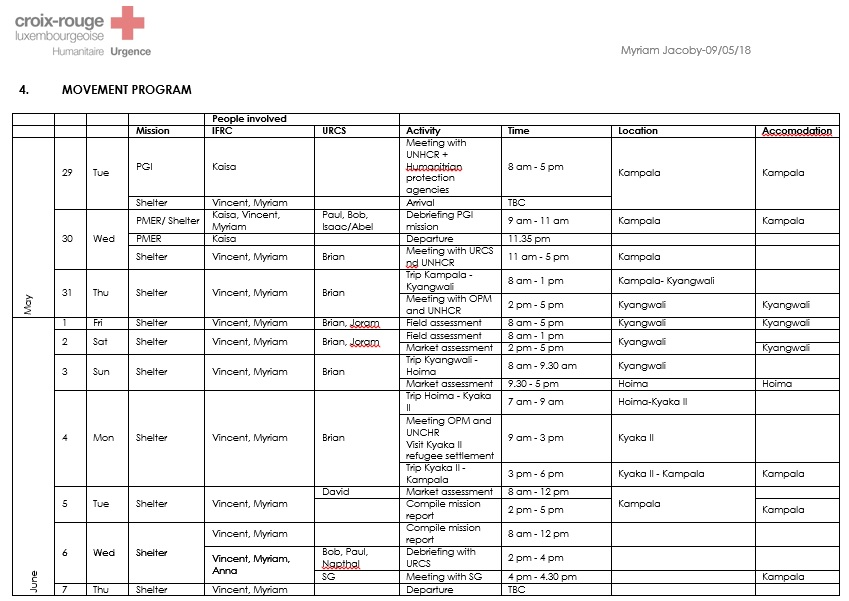 croix-rouge
luxembourgeoise
Humanitaire Urgence
Myriam Jacoby-09/05/18
4. MOVEMENT PROGRAM
People involved
Mission IFRC URCS Activity Time Location Accomodation
May
29 Tue PGI Kaisa Meeting with
UNHCR +
Humanitrian
protection
agencies 8 am - 5 pm Kampala Kampala
Shelter Vincent, Myriam Arrival TBC
30 Wed PMER/ Shelter Kaisa, Vincent,
Myriam Paul, Bob,
Isaac/Abel Debriefing PGI
mission 9 am - 11 am Kampala Kampala
PMER Kaisa Departure 11.35 pm
Shelter Vincent, Myriam Brian Meeting with URCS
nd UNHCR 11 am - 5 pm Kampala
31 Thu Shelter Vincent, Myriam Brian Trip Kampala -
Kyangwali 8 am - 1 pm Kampala- Kyangwali
Meeting with OPM
and UNHCR 2 pm - 5 pm Kyangwali Kyangwali
June
1 Fri Shelter Vincent, Myriam Brian, Joram Field assessment 8 am - 5 pm Kyangwali Kyangwali
2 Sat Shelter Vincent, Myriam Brian, Joram Field assessment 8 am - 1 pm Kyangwali
Market assessment 2 pm - 5 pm Kyangwali
3 Sun Shelter Vincent, Myriam Brian Trip Kyangwali -
Hoima 8 am - 9.30 am Kyangwali
Market assessment 9.30 - 5 pm Hoima Hoima
4 Mon Shelter Vincent, Myriam Brian Trip Hoima - Kyaka
II 7 am - 9 am Hoima-Kyaka II
Meeting OPM and
UNCHR
Visit Kyaka II
refugee settlement 9 am - 3 pm Kyaka II
Trip Kyaka II -
Kampala 3 pm - 6 pm Kyaka II - Kampala Kampala
5 Tue Shelter Vincent, Myriam David Market assessment 8 am - 12 pm Kampala
Compile mission
report 2 pm - 5 pm Kampala
6 Wed Shelter Vincent, Myriam Compile mission
report 8 am - 12 pm
Vincent, Myriam,
Anna Bob, Paul,
Napthal Debriefing with
URCS 2 pm - 4 pm
SG Meeting with SG 4 pm - 4.30 pm Kampala
7 Thu Shelter Vincent, Myriam Departure TBC